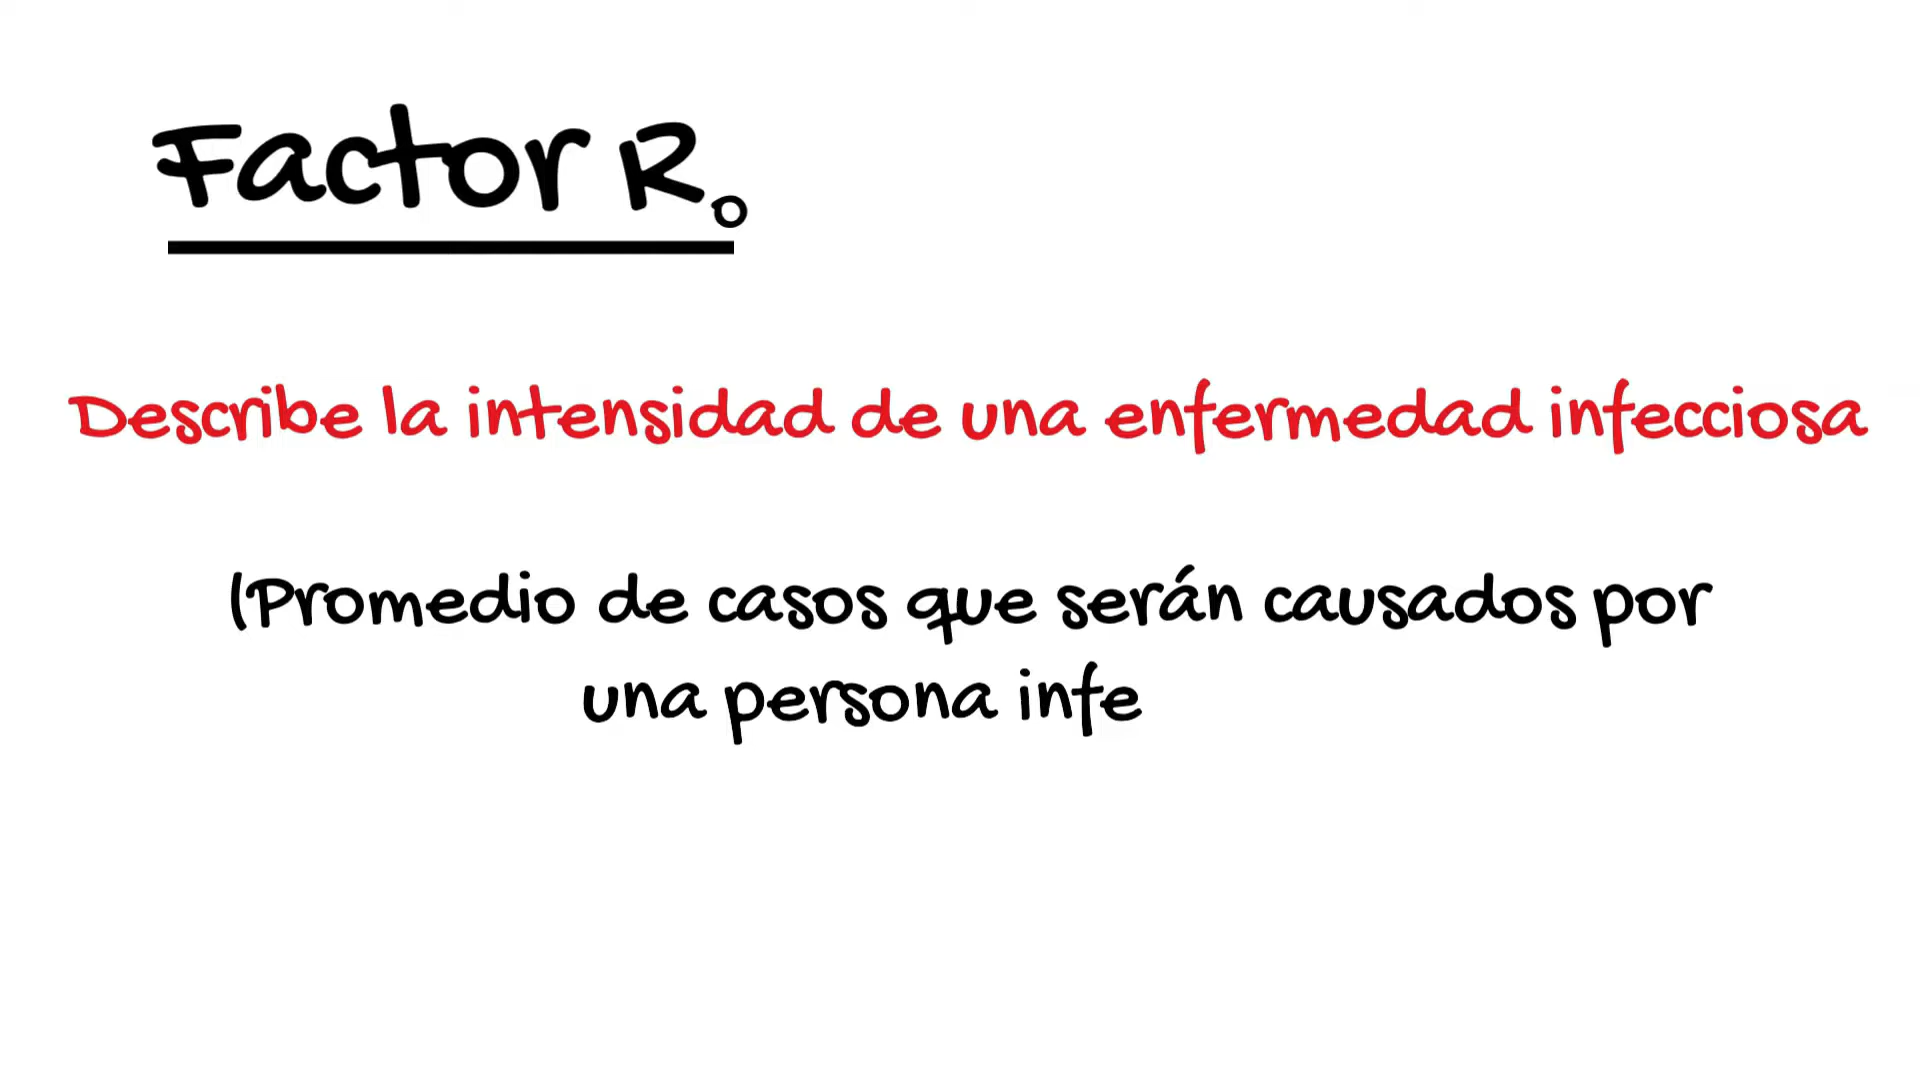 Factor R₀
Describe la intensidad de una enfermedad infecciosa
(Promedio de casos que serán causados por
una persona infe